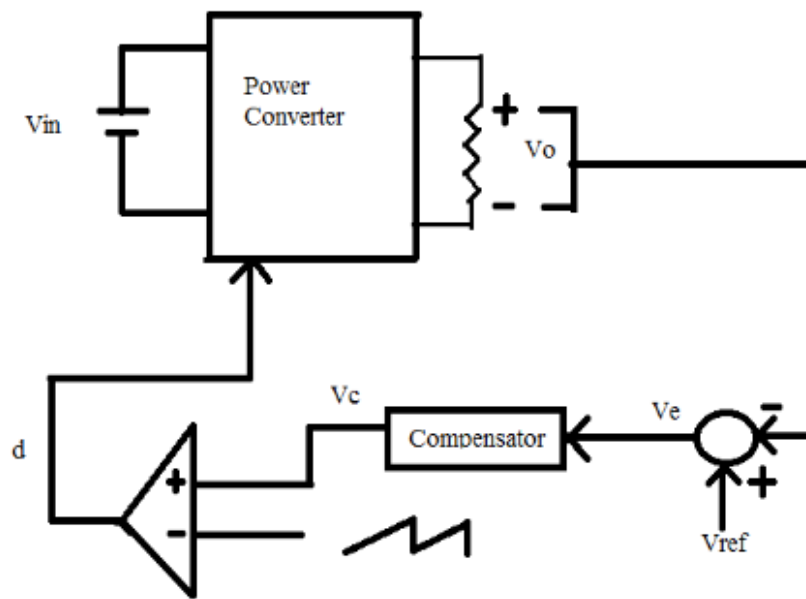 Power
Converter
Vin
+
Vo
-
Vc
Ve
-
Compensator
d
+
+
-
Vref